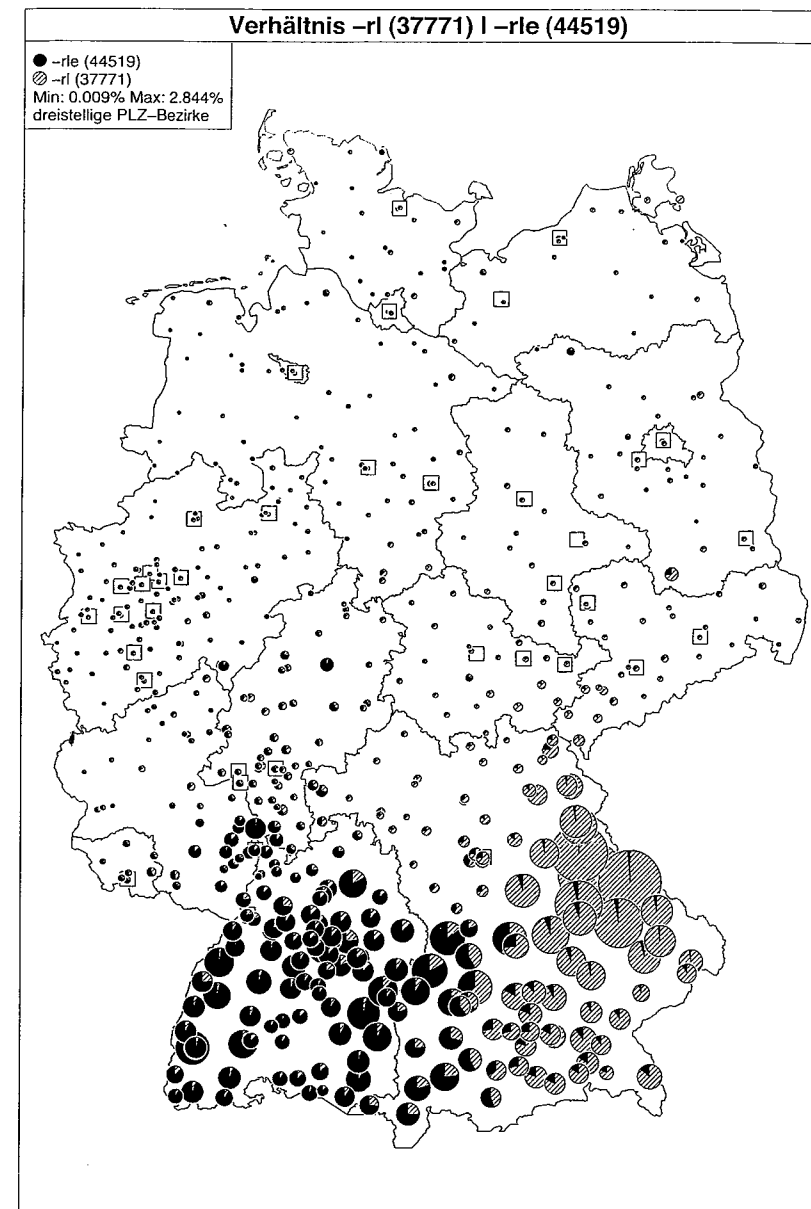 Verhältnis –rl (37771) I –rle (44519)
–rle (44519)
–rl (37771)
Min: 0.009% Max: 2.844%
dreistellige PLZ–Bezirke